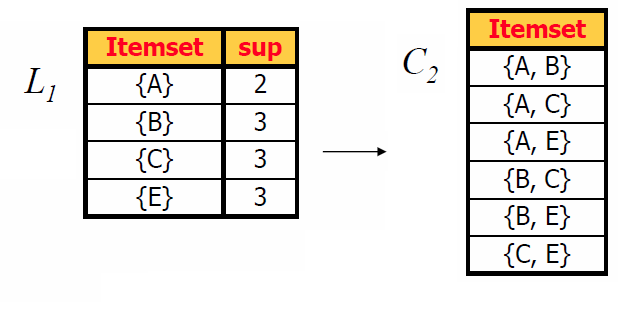 L1
Itemset sup
{A} 2
{B} 3
{C} 3
{E} 3
C2
Itemset
{A, B}
{A, C}
{A, E}
{B, C}
{B, E}
{C, E}